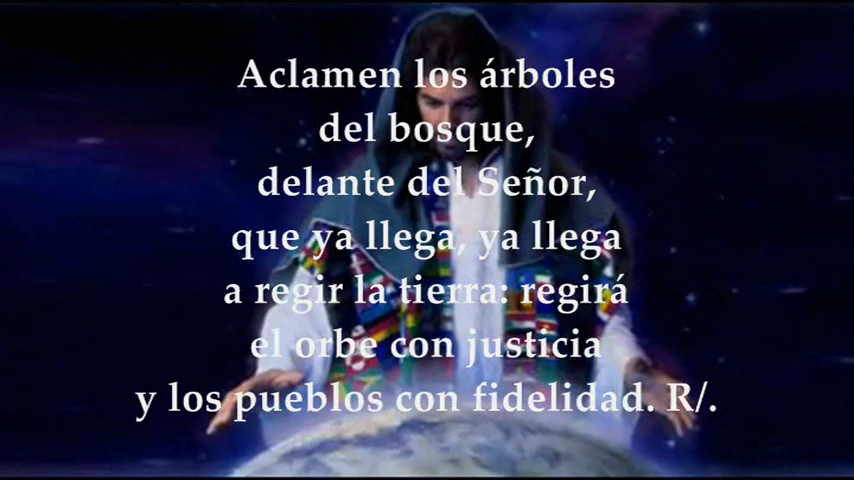 Aclamen los árboles
del bosque,
delante del Señor,
que ya llega, ya llega
a regir la tierra: regirá
el orbe con justicia
y los pueblos con fidelidad. R/.